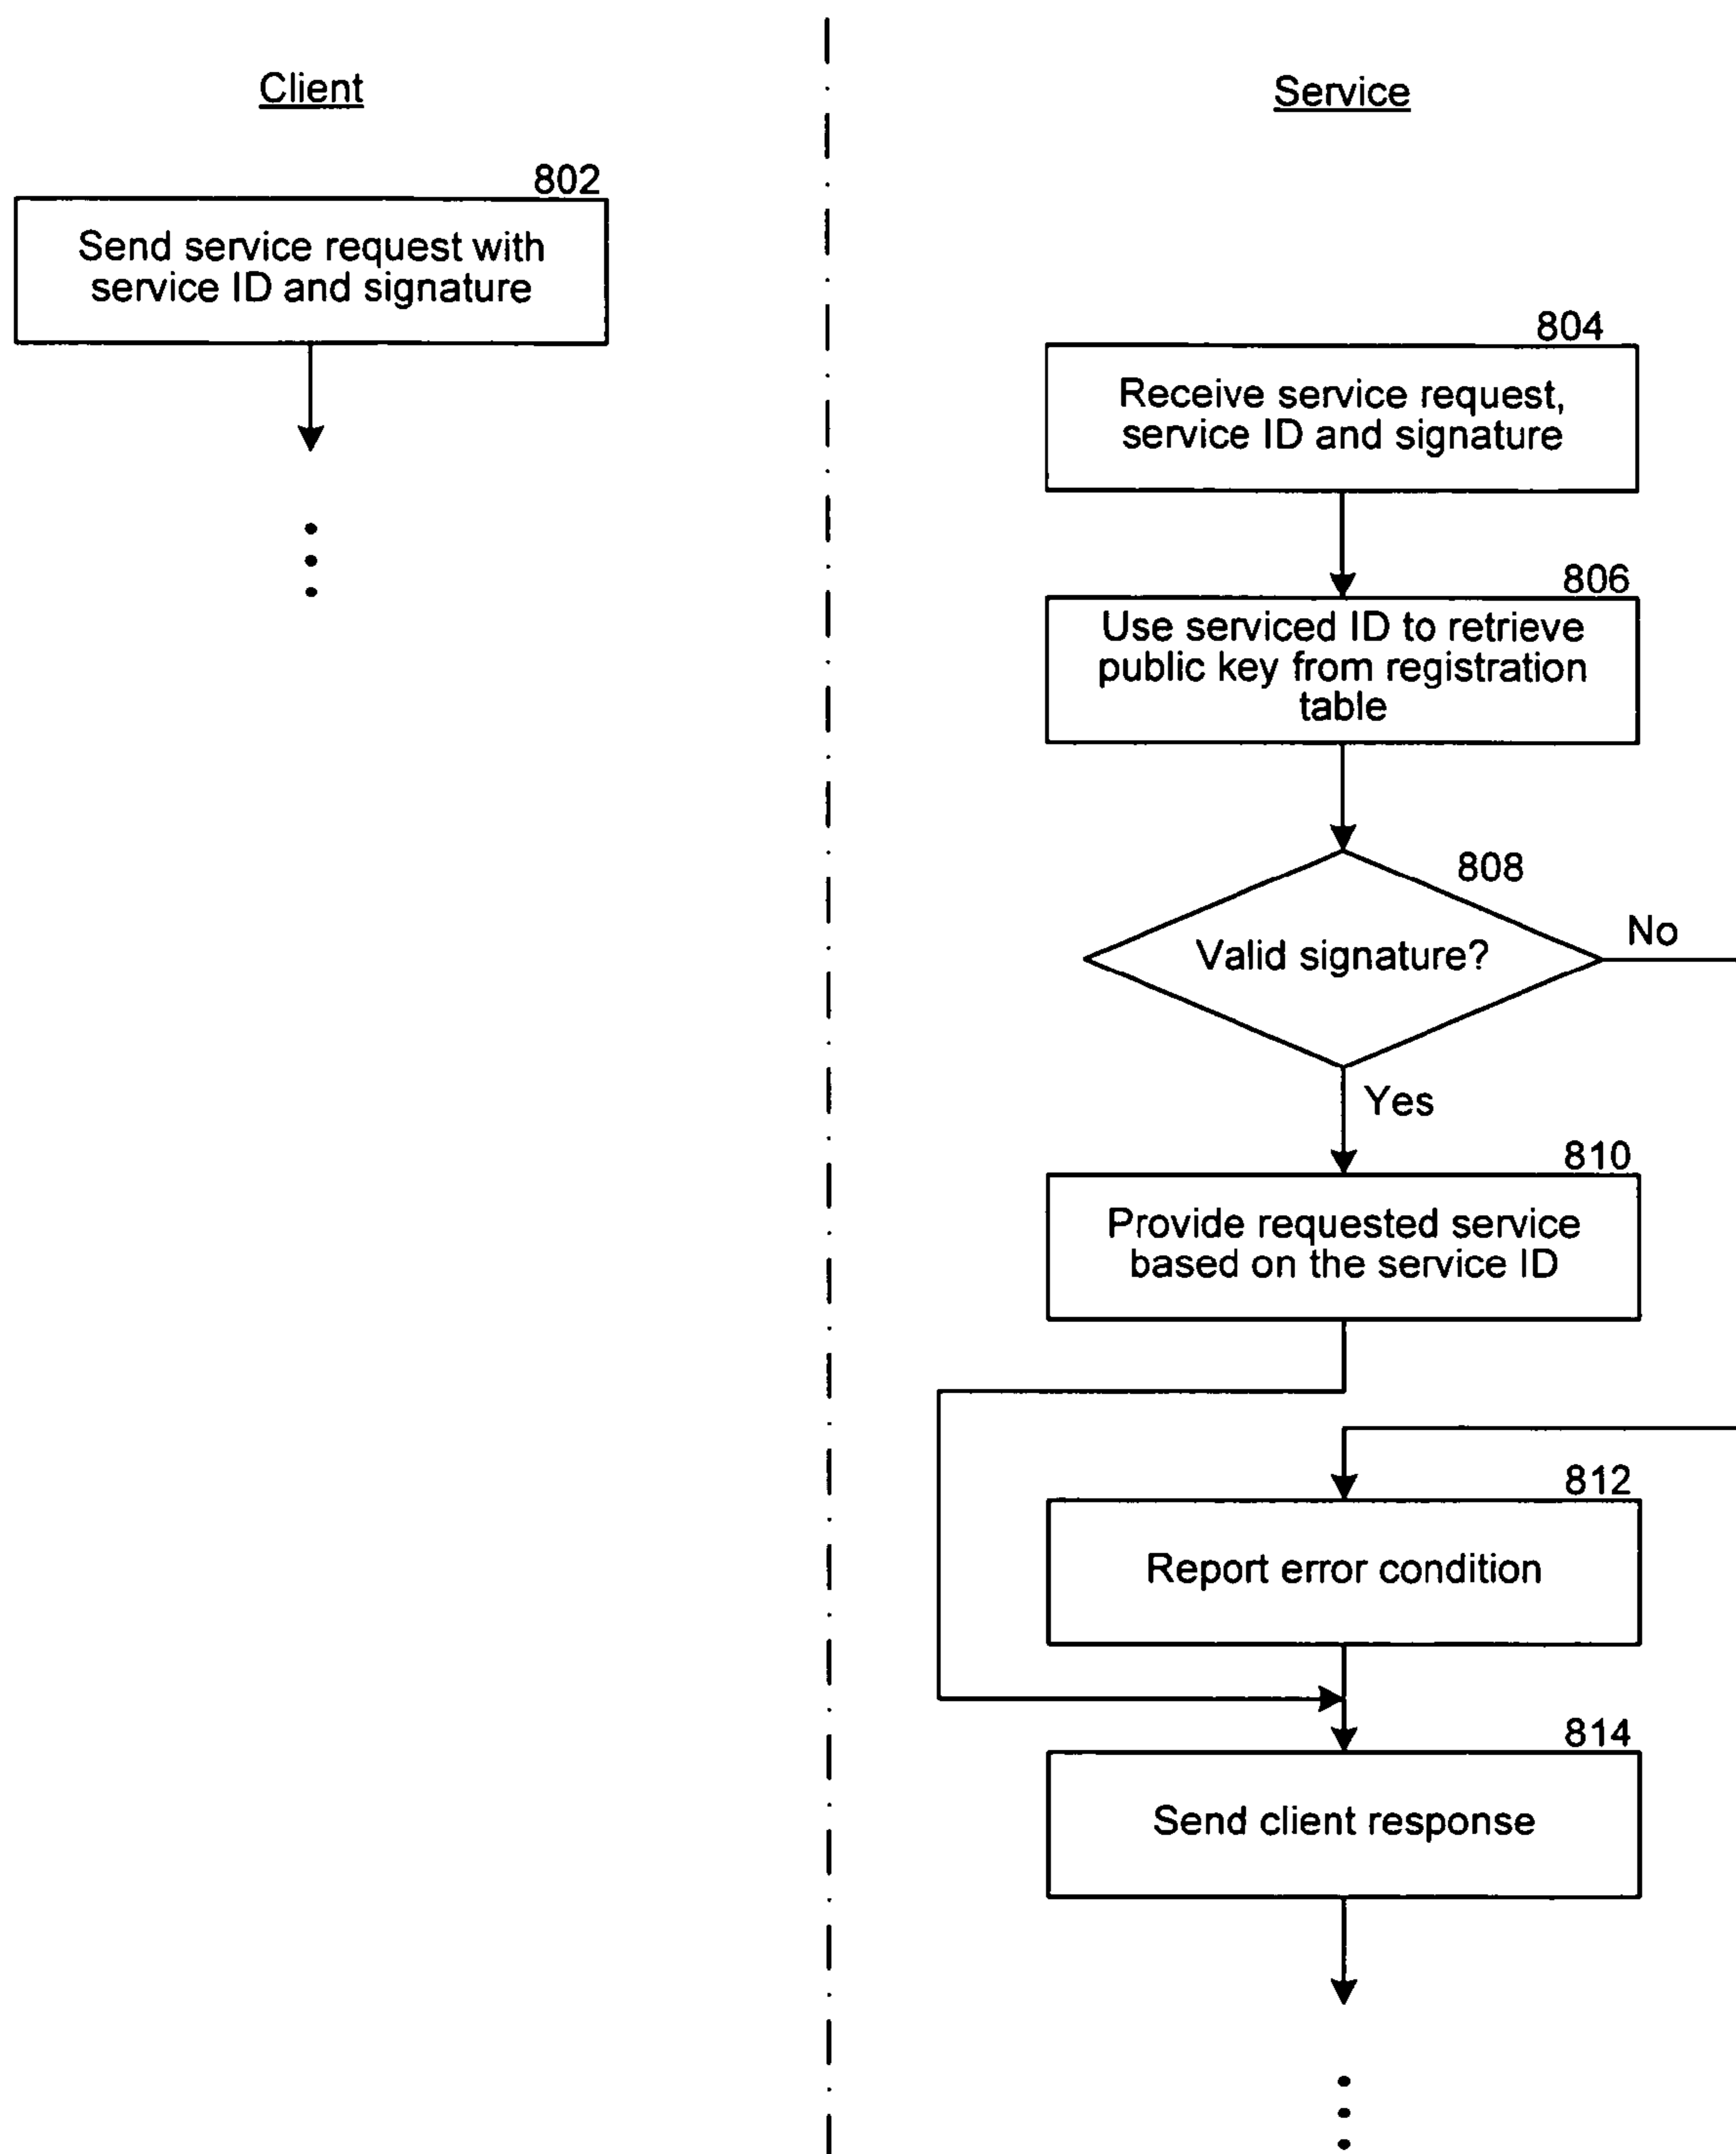 Client
Service
802
Send service request with
service ID and signature
804
Receive service request,
service ID and signature
806
Use serviced ID to retrieve
public key from registration
table
808
Valid signature?
No
Yes
810
Provide requested service
based on the service ID
812
Report error condition
814
Send client response